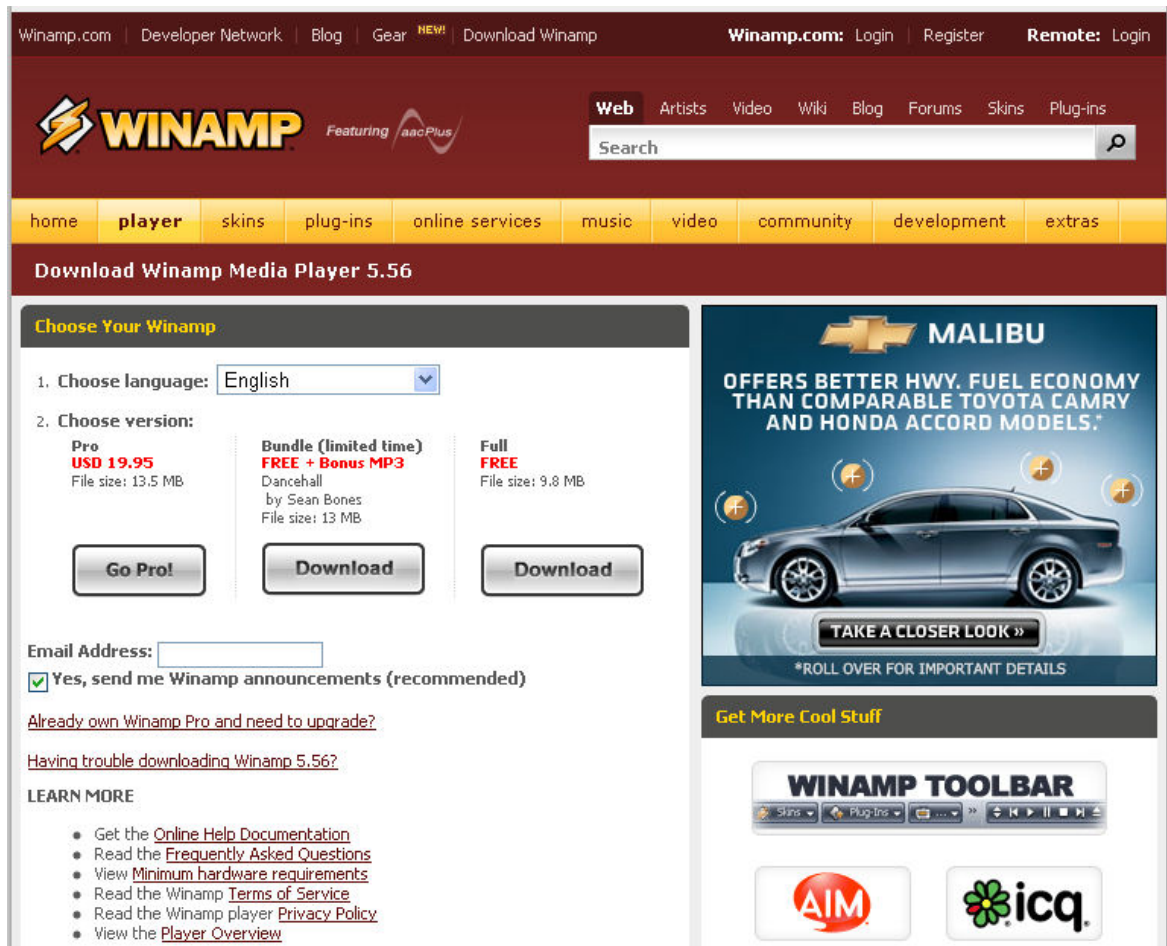 Winamp.com | Developer Network | Blog | Gear NEW! | Download Winamp
Winamp.com: Login | Register Remote: Login
WINAMP Featuring aacPlus
Web Artists Video Wiki Blog Forums Skins Plug-ins
Search
home player skins plug-ins online services music video community development extras
Download Winamp Media Player 5.56
Choose Your Winamp
1. Choose language: English
2. Choose version:
Pro
USD 19.95
File size: 13.5 MB
Go Pro!
Bundle (limited time)
FREE + Bonus MP3
Dancehall
by Sean Bones
File size: 13 MB
Download
Full
FREE
File size: 9.8 MB
Download
Email Address:
Yes, send me Winamp announcements (recommended)
Already own Winamp Pro and need to upgrade?
Having trouble downloading Winamp 5.56?
LEARN MORE
Get the Online Help Documentation
Read the Frequently Asked Questions
View Minimum hardware requirements
Read the Winamp Terms of Service
Read the Winamp player Privacy Policy
View the Player Overview
MALIBU
OFFERS BETTER HWY. FUEL ECONOMY
THAN COMPARABLE TOYOTA CAMRY
AND HONDA ACCORD MODELS.*
TAKE A CLOSER LOOK »
*ROLL OVER FOR IMPORTANT DETAILS
Get More Cool Stuff
WINAMP TOOLBAR
Skins Plug-Ins ... »
AIM
icq.